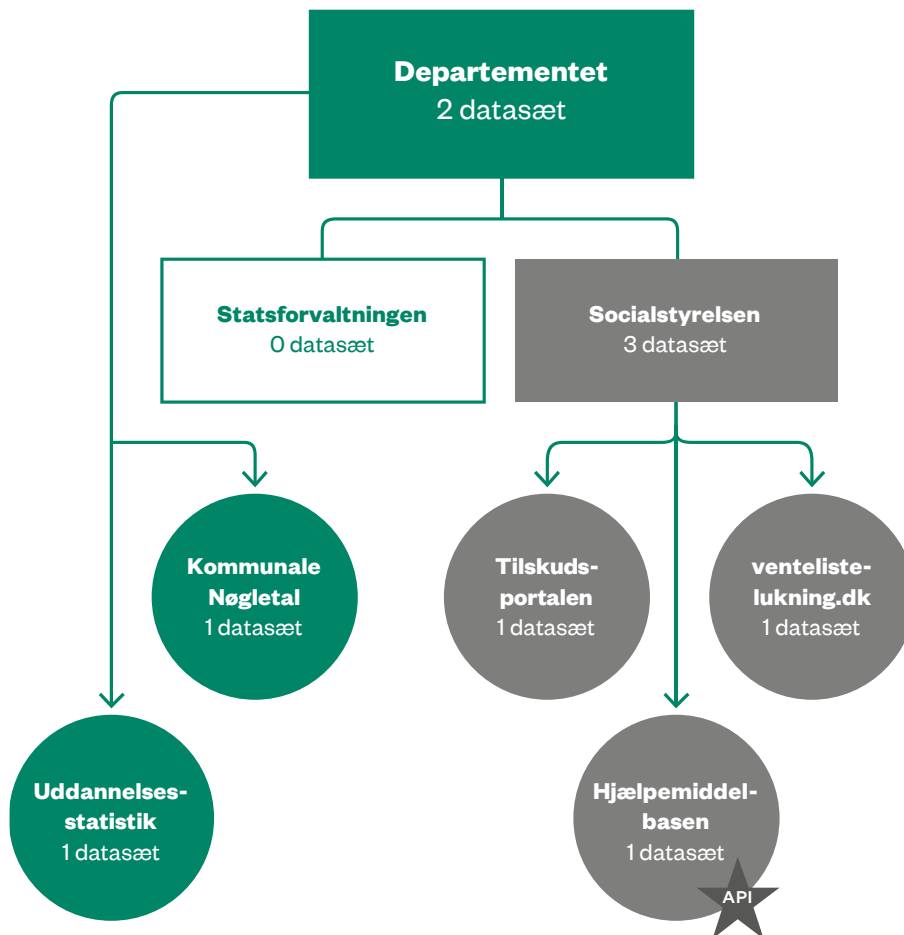 Departementet
2 datasæt
Statsforvaltningen
0 datasæt
Socialstyrelsen
3 datasæt
Kommunale
Nøgletal
1 datasæt
Tilskuds-
portalen
1 datasæt
venteliste-
lukning.dk
1 datasæt
Uddannelses-
statistik
1 datasæt
Hjælpemiddel-
basen
1 datasæt
API